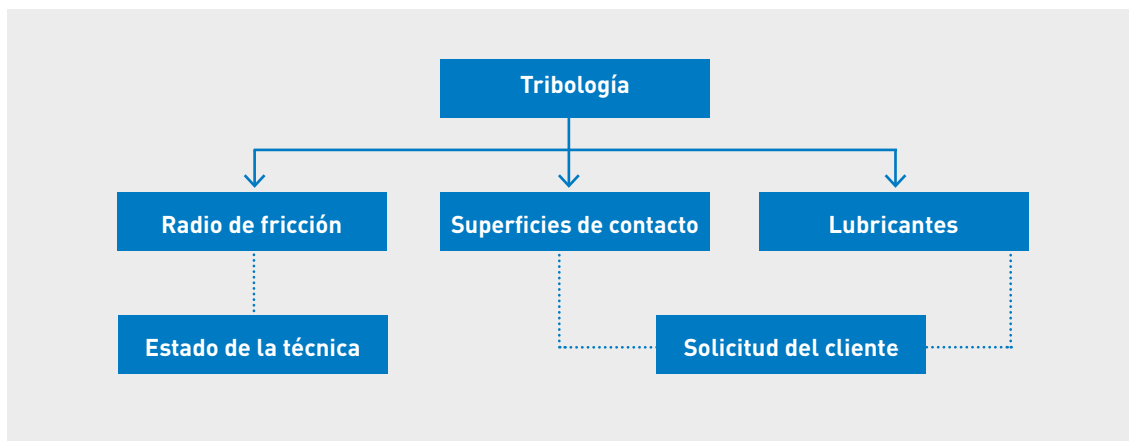 Tribología
Radio de fricción
Superficies de contacto
Lubricantes
Estado de la técnica
Solicitud del cliente